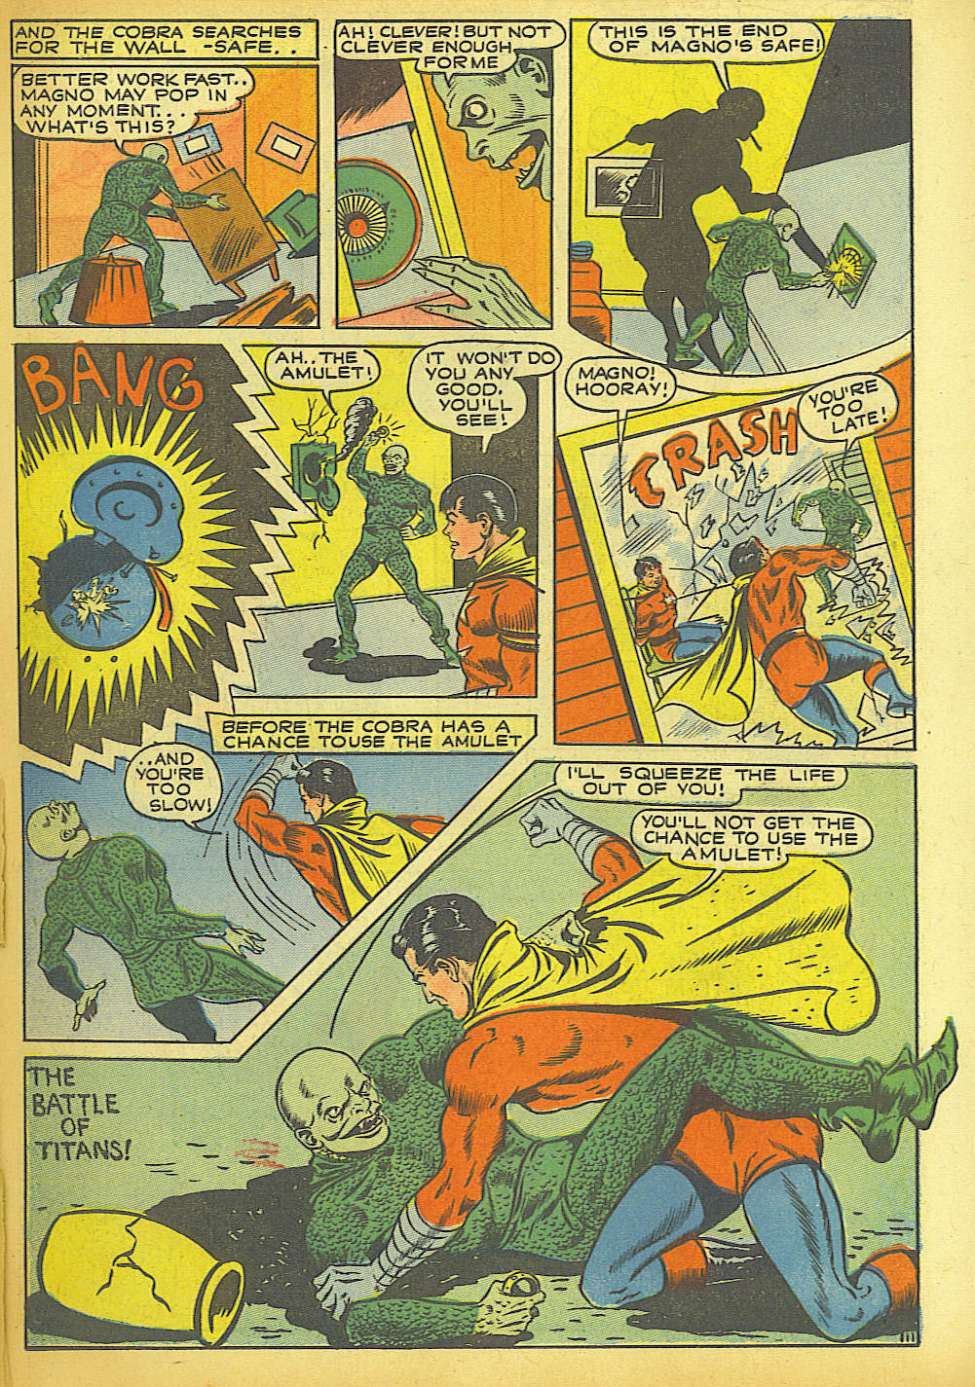 AND THE COBRA SEARCHES
FOR THE WALL -SAFE..
BETTER WORK FAST..
MAGNO MAY POP IN
ANY MOMENT...
WHAT'S THIS?
AH! CLEVER! BUT NOT
CLEVER ENOUGH
FOR ME
THIS IS THE END
OF MAGNO'S SAFE!
BANG
AH..THE
AMULET!
IT WON'T DO
YOU ANY
GOOD.
YOU'LL
SEE!
MAGNO!
HOORAY!
CRASH
YOU'RE
TOO
LATE!
BEFORE THE COBRA HAS A
CHANCE TO USE THE AMULET
..AND
YOU'RE
TOO
SLOW!
I'LL SQUEEZE THE LIFE
OUT OF YOU!
YOU'LL NOT GET THE
CHANCE TO USE THE
AMULET!
THE
BATTLE
OF
TITANS!